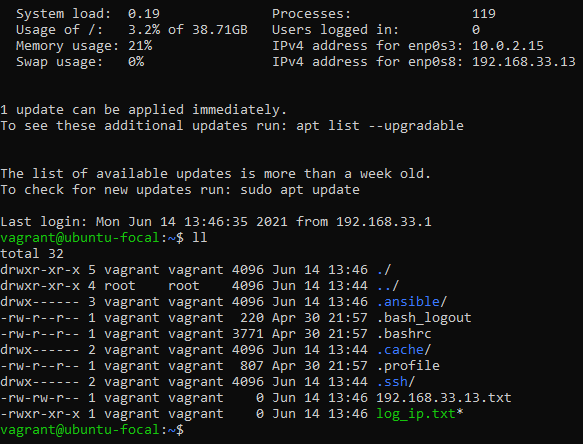 System load:  0.19               Processes:               119
Usage of /:   3.2% of 38.71GB   Users logged in:         0
Memory usage: 21%                IPv4 address for enp0s3: 10.0.2.15
Swap usage:   0%                 IPv4 address for enp0s8: 192.168.33.13
1 update can be applied immediately.
To see these additional updates run: apt list --upgradable
The list of available updates is more than a week old.
To check for new updates run: sudo apt update
Last login: Mon Jun 14 13:46:35 2021 from 192.168.33.1
vagrant@ubuntu-focal:~$ ll
total 32
drwxr-xr-x 5 vagrant vagrant 4096 Jun 14 13:46 ./
drwxr-xr-x 4 root    root    4096 Jun 14 13:44 ../
drwx------ 3 vagrant vagrant 4096 Jun 14 13:46 .ansible/
-rw-r--r-- 1 vagrant vagrant  220 Apr 30 21:57 .bash_logout
-rw-r--r-- 1 vagrant vagrant 3771 Apr 30 21:57 .bashrc
drwx------ 2 vagrant vagrant 4096 Jun 14 13:44 .cache/
-rw-r--r-- 1 vagrant vagrant  807 Apr 30 21:57 .profile
drwx------ 2 vagrant vagrant 4096 Jun 14 13:44 .ssh/
-rw-rw-r-- 1 vagrant vagrant    0 Jun 14 13:46 192.168.33.13.txt
-rwxr-xr-x 1 vagrant vagrant    0 Jun 14 13:46 log_ip.txt*
vagrant@ubuntu-focal:~$